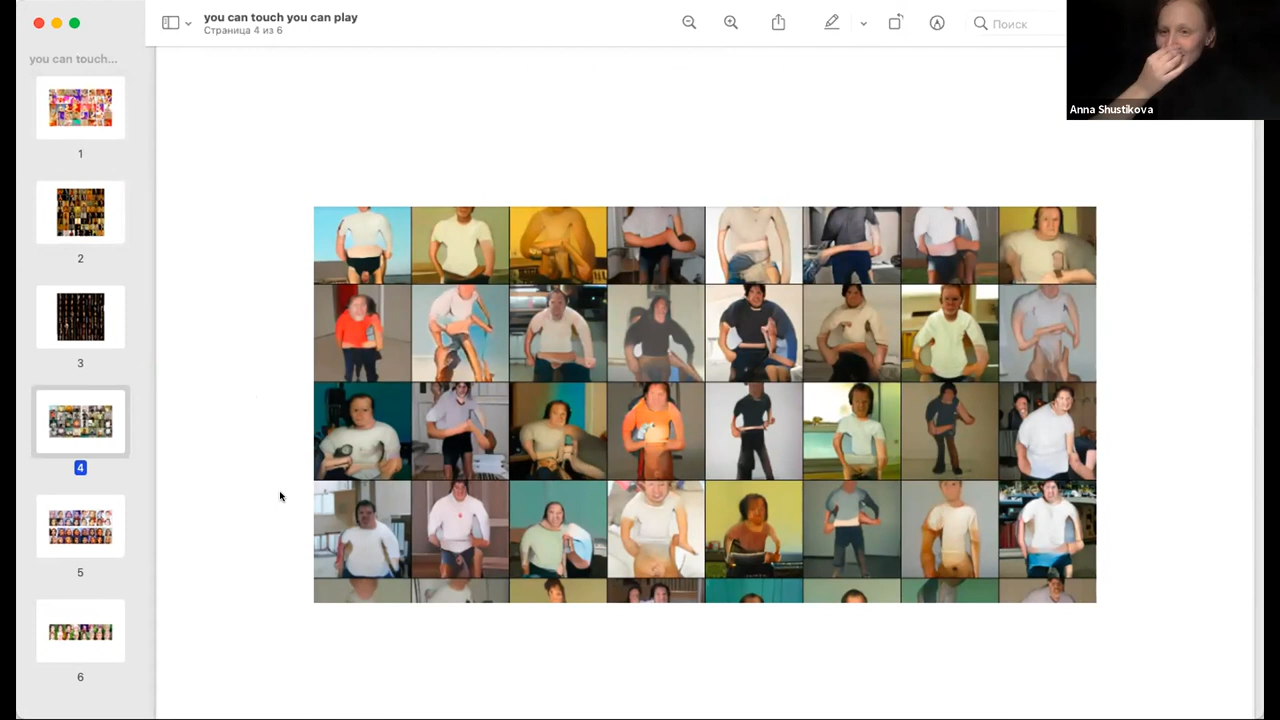 you can touch you can play
Страница 4 из 6
Поиск
Anna Shustikova
you can touch...
1
2
3
4
5
6